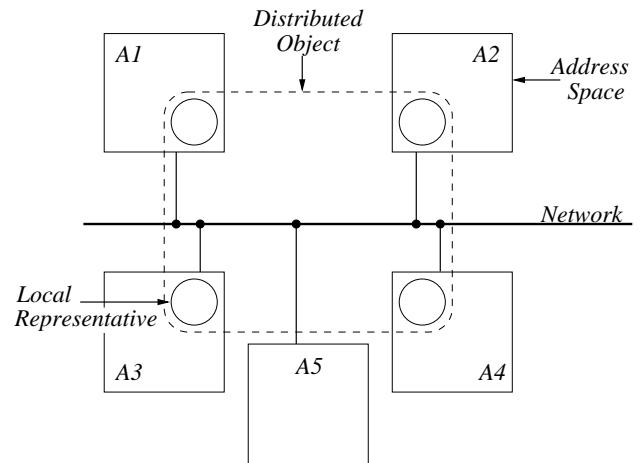 Distributed
Object
A1
A2
Address
Space
Network
Local
Representative
A3
A5
A4